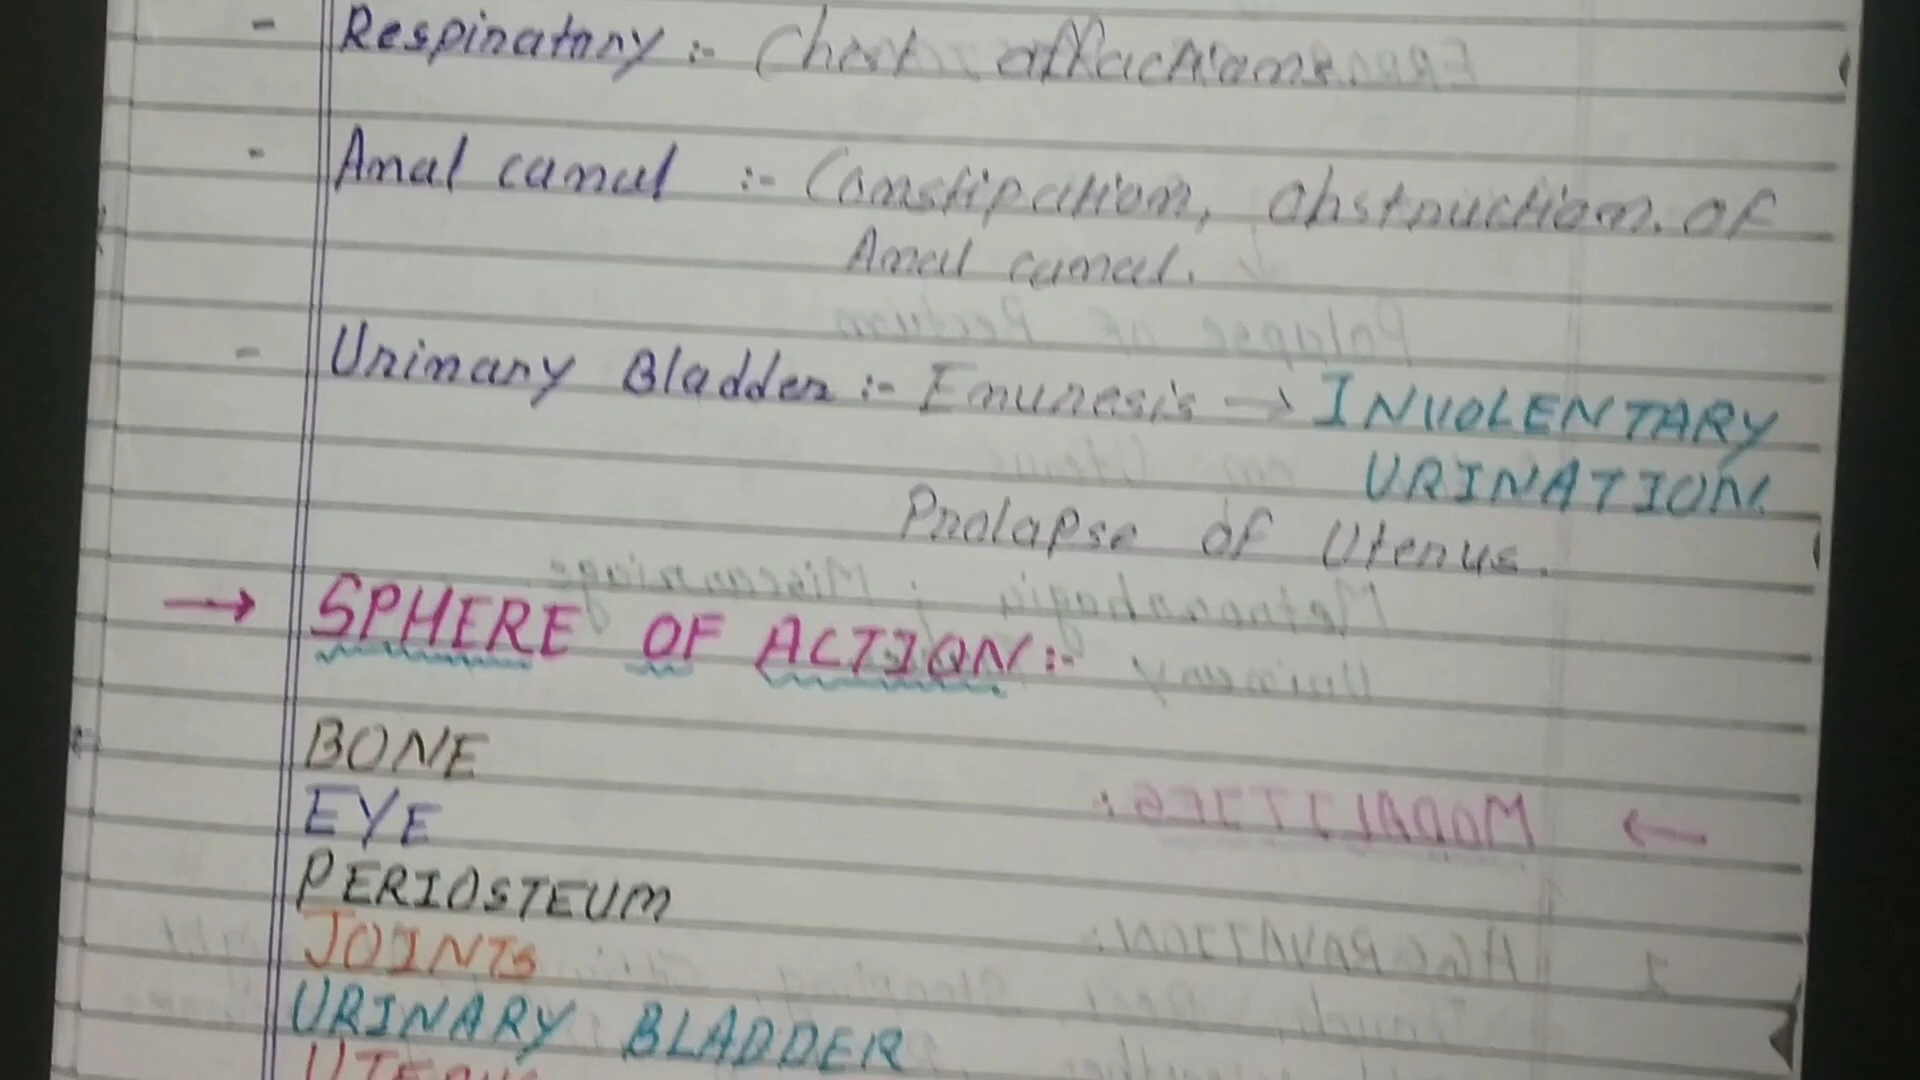 - Respiratory :- Chest affections
- Anal canal :- Constipation, Obstruction of
Anal canal.
- Urinary Bladder :- Enuresis → INVOLENTARY
URINATION.
Prolapse of Uterus.
→ SPHERE OF ACTION:-
BONE
EYE
PERIOSTEUM
JOINTS
URINARY BLADDER
UTERUS